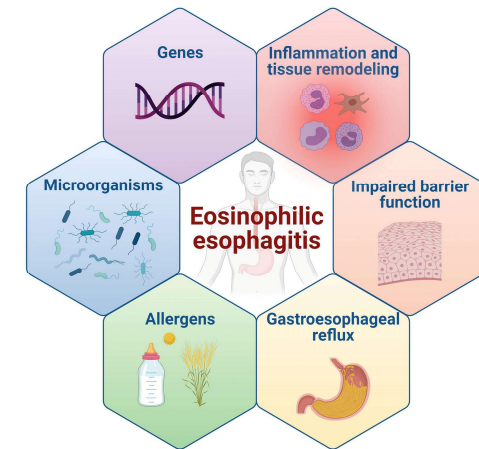 Genes
Inflammation and
tissue remodeling
Microorganisms
Eosinophilic
esophagitis
Impaired barrier
function
Allergens
Gastroesophageal
reflux